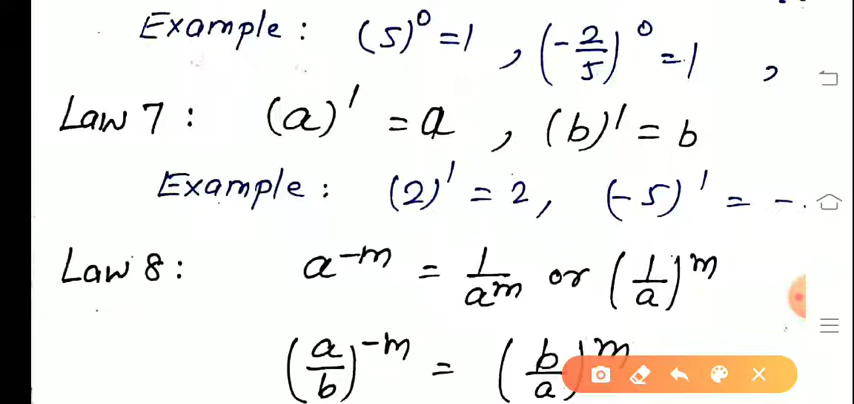 Example : (5)⁰ = 1 , (-2/5)⁰ = 1 ,
Law 7 : (a)¹ = a , (b)¹ = b
Example : (2)¹ = 2, (-5)¹ = -
Law 8 : a⁻ᵐ = 1/aᵐ or (1/a)ᵐ
(a/b)⁻ᵐ = (b/a)ᵐ